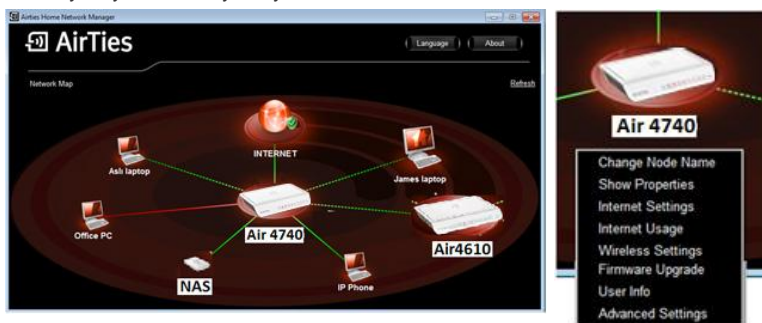 Airties Home Network Manager
AirTies
Language
About
Network Map
Refresh
INTERNET
Aslı laptop
James laptop
Office PC
Air 4740
Air4610
NAS
IP Phone
Air 4740
Change Node Name
Show Properties
Internet Settings
Internet Usage
Wireless Settings
Firmware Upgrade
User Info
Advanced Settings